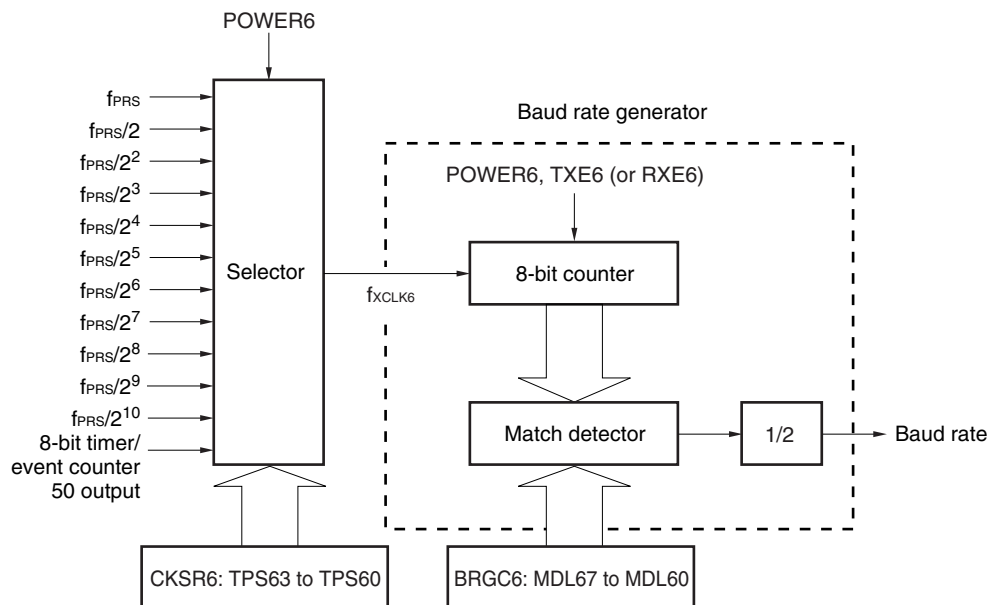 POWER6
fPRS
fPRS/2
fPRS/2²
fPRS/2³
fPRS/2⁴
fPRS/2⁵
fPRS/2⁶
fPRS/2⁷
fPRS/2⁸
fPRS/2⁹
fPRS/2¹⁰
8-bit timer/
event counter
50 output
Selector
fXCLK6
Baud rate generator
POWER6, TXE6 (or RXE6)
8-bit counter
Match detector
1/2
Baud rate
CKSR6: TPS63 to TPS60
BRGC6: MDL67 to MDL60